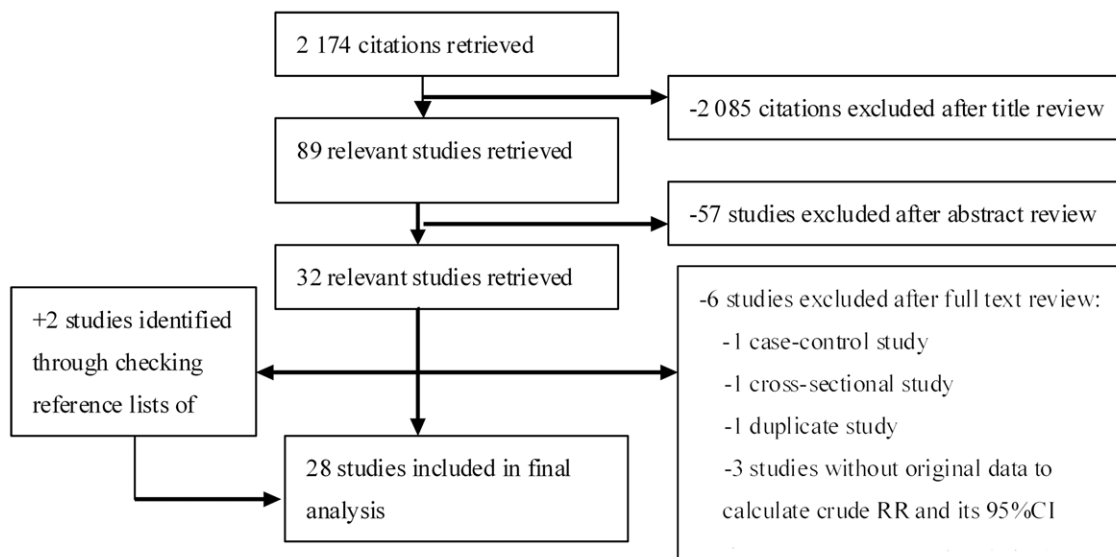 2 174 citations retrieved
-2 085 citations excluded after title review
89 relevant studies retrieved
-57 studies excluded after abstract review
32 relevant studies retrieved
+2 studies identified
through checking
reference lists of
-6 studies excluded after full text review:
-1 case-control study
-1 cross-sectional study
-1 duplicate study
-3 studies without original data to
calculate crude RR and its 95%CI
28 studies included in final
analysis